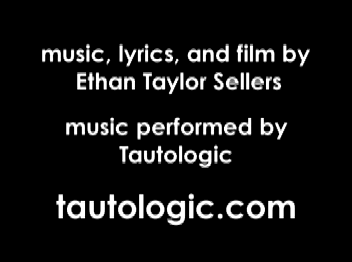 music, lyrics, and film by
Ethan Taylor Sellers
music performed by
Tautologic
tautologic.com